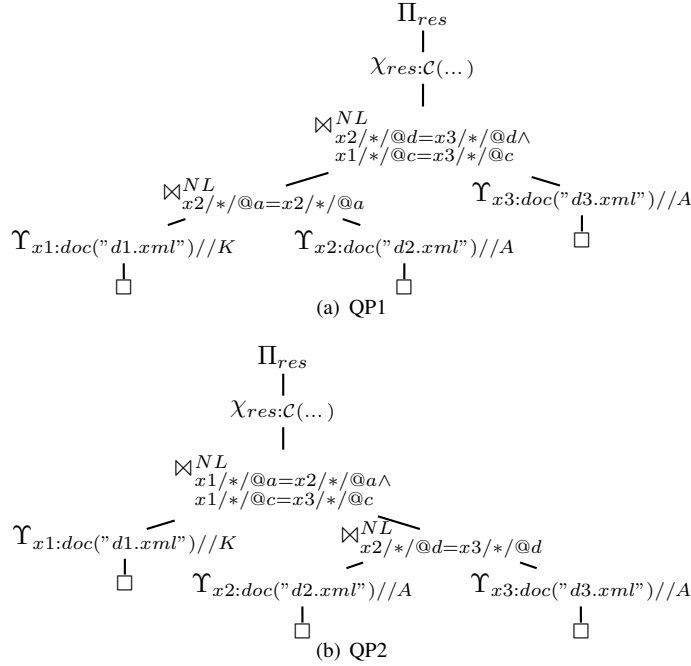 Π_res
χ_res:C(...)
⋈^NL_x2/*/@d=x3/*/@d∧
x1/*/@c=x3/*/@c
⋈^NL_x2/*/@a=x2/*/@a
Υ_x3:doc("d3.xml")//A
Υ_x1:doc("d1.xml")//K
Υ_x2:doc("d2.xml")//A
(a) QP1
Π_res
χ_res:C(...)
⋈^NL_x1/*/@a=x2/*/@a∧
x1/*/@c=x3/*/@c
Υ_x1:doc("d1.xml")//K
⋈^NL_x2/*/@d=x3/*/@d
Υ_x2:doc("d2.xml")//A
Υ_x3:doc("d3.xml")//A
(b) QP2